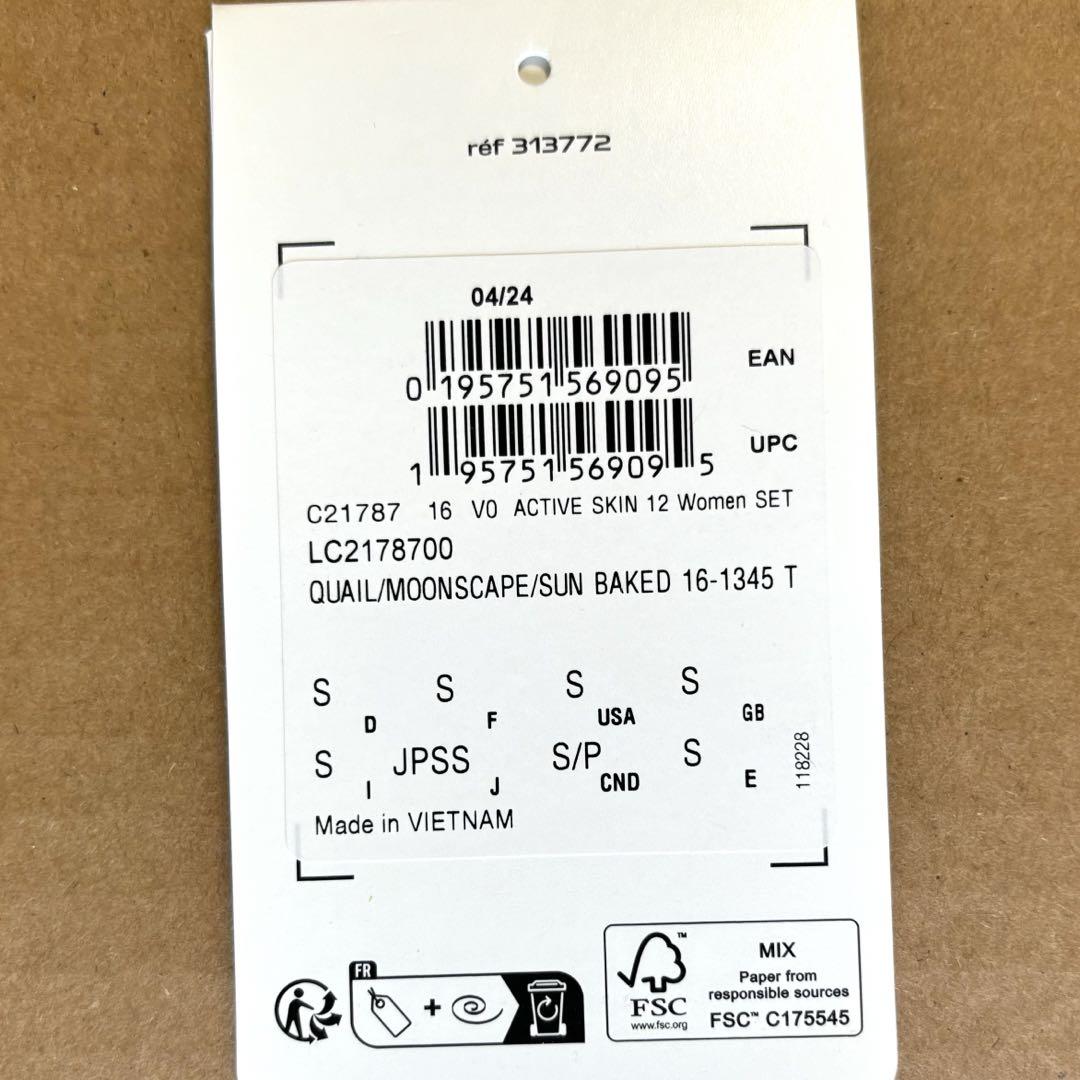 réf 313772
04/24
0 195751 569095
EAN
1 95751 56909 5
UPC
C21787 16 V0 ACTIVE SKIN 12 Women SET
LC2178700
QUAIL/MOONSCAPE/SUN BAKED 16-1345 T
S D S F S USA S GB
S I JPSS J S/P CND S E
118228
Made in VIETNAM
FR
+
FSC
www.fsc.org
MIX
Paper from
responsible sources
FSC™ C175545